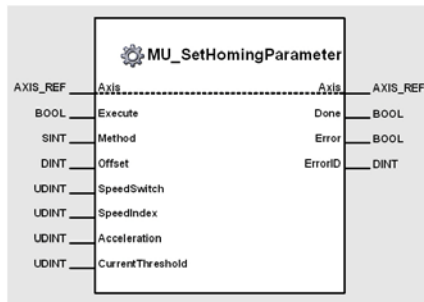 MU_SetHomingParameter
AXIS_REF Axis Axis AXIS_REF
BOOL Execute Done BOOL
SINT Method Error BOOL
DINT Offset ErrorID DINT
UDINT SpeedSwitch
UDINT SpeedIndex
UDINT Acceleration
UDINT CurrentThreshold